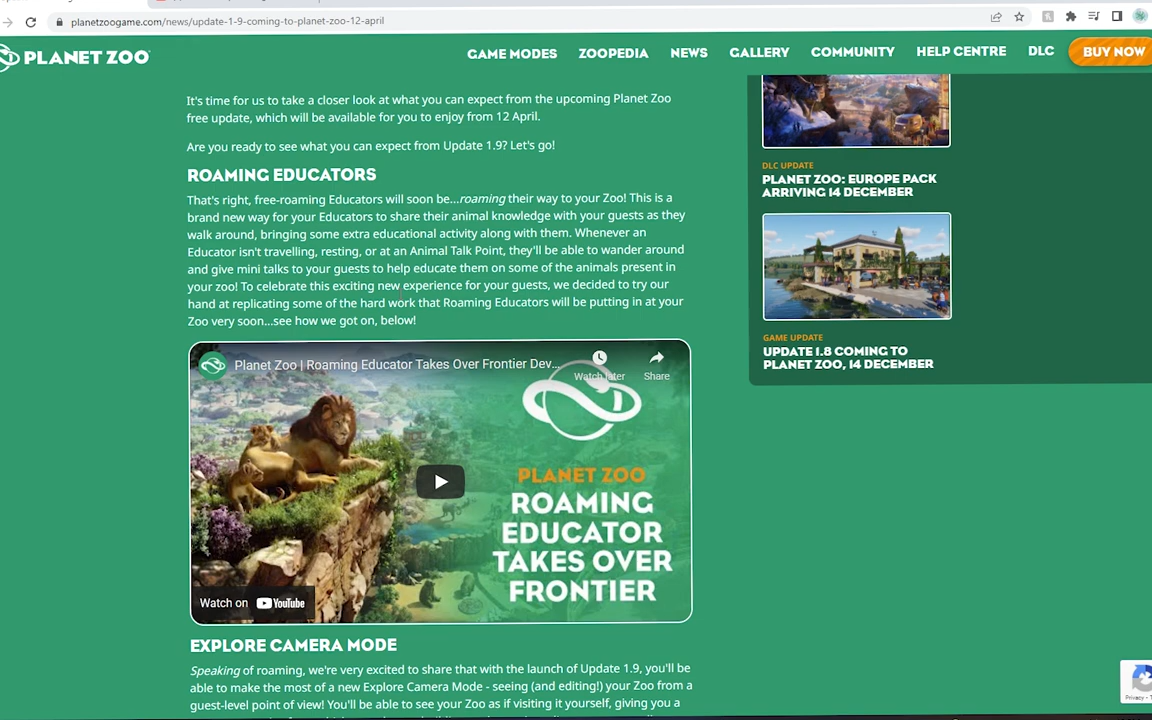 planetzoogame.com/news/update-1-9-coming-to-planet-zoo-12-april
PLANET ZOO
GAME MODES ZOOPEDIA NEWS GALLERY COMMUNITY HELP CENTRE DLC BUY NOW
It's time for us to take a closer look at what you can expect from the upcoming Planet Zoo
free update, which will be available for you to enjoy from 12 April.
Are you ready to see what you can expect from Update 1.9? Let's go!
ROAMING EDUCATORS
That's right, free-roaming Educators will soon be...roaming their way to your Zoo! This is a
brand new way for your Educators to share their animal knowledge with your guests as they
walk around, bringing some extra educational activity along with them. Whenever an
Educator isn't travelling, resting, or at an Animal Talk Point, they'll be able to wander around
and give mini talks to your guests to help educate them on some of the animals present in
your zoo! To celebrate this exciting new experience for your guests, we decided to try our
hand at replicating some of the hard work that Roaming Educators will be putting in at your
Zoo very soon...see how we got on, below!
Planet Zoo | Roaming Educator Takes Over Frontier Dev...
Watch later
Share
PLANET ZOO
ROAMING
EDUCATOR
TAKES OVER
FRONTIER
Watch on YouTube
EXPLORE CAMERA MODE
Speaking of roaming, we're very excited to share that with the launch of Update 1.9, you'll be
able to make the most of a new Explore Camera Mode - seeing (and editing!) your Zoo from a
guest-level point of view! You'll be able to see your Zoo as if visiting it yourself, giving you a
DLC UPDATE
PLANET ZOO: EUROPE PACK
ARRIVING 14 DECEMBER
GAME UPDATE
UPDATE 1.8 COMING TO
PLANET ZOO, 14 DECEMBER
Privacy - T